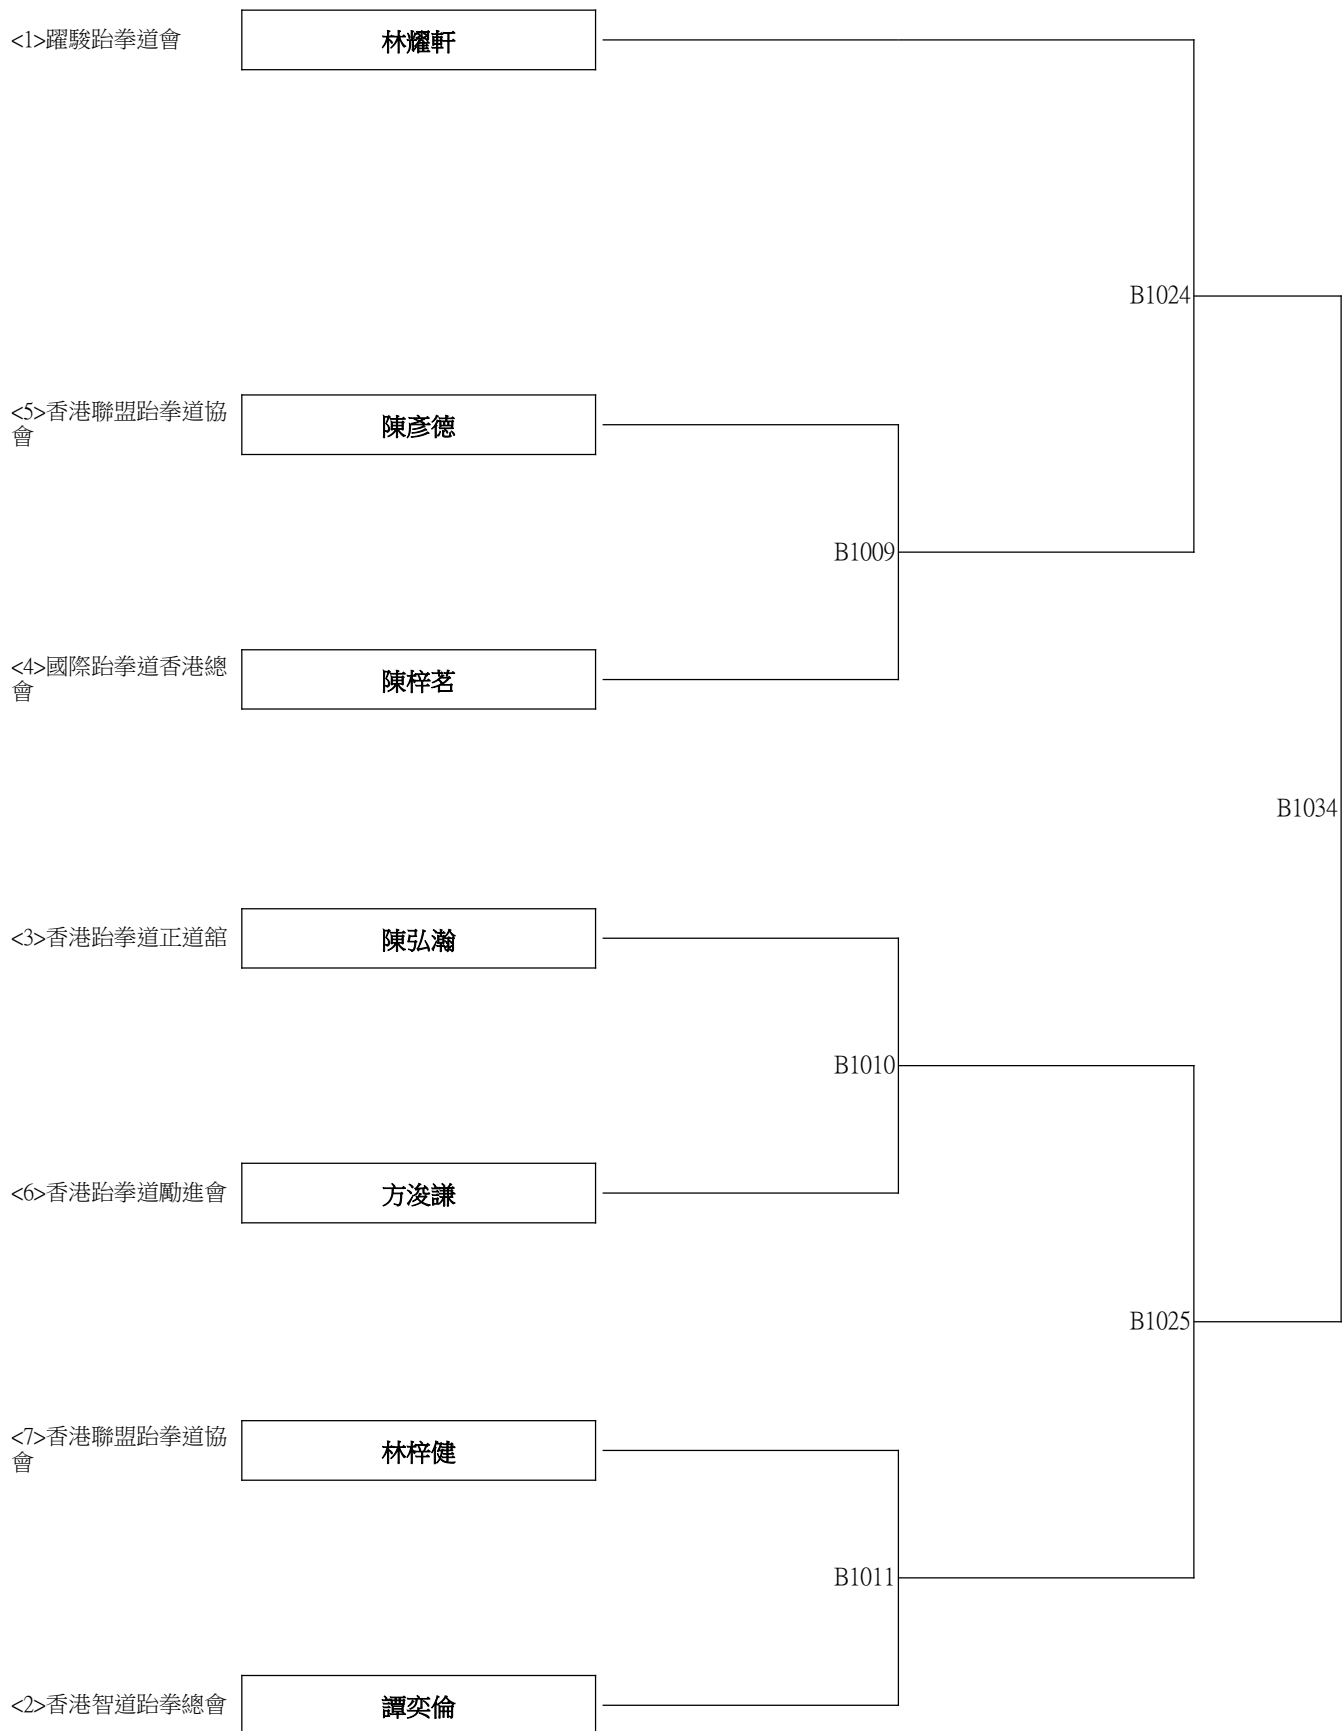 <1>躍駿跆拳道會
林耀軒
B1024
<5>香港聯盟跆拳道協
會
陳彥德
B1009
<4>國際跆拳道香港總
會
陳梓茗
B1034
<3>香港跆拳道正道舘
陳弘瀚
B1010
<6>香港跆拳道勵進會
方浚謙
B1025
<7>香港聯盟跆拳道協
會
林梓健
B1011
<2>香港智道跆拳總會
譚奕倫